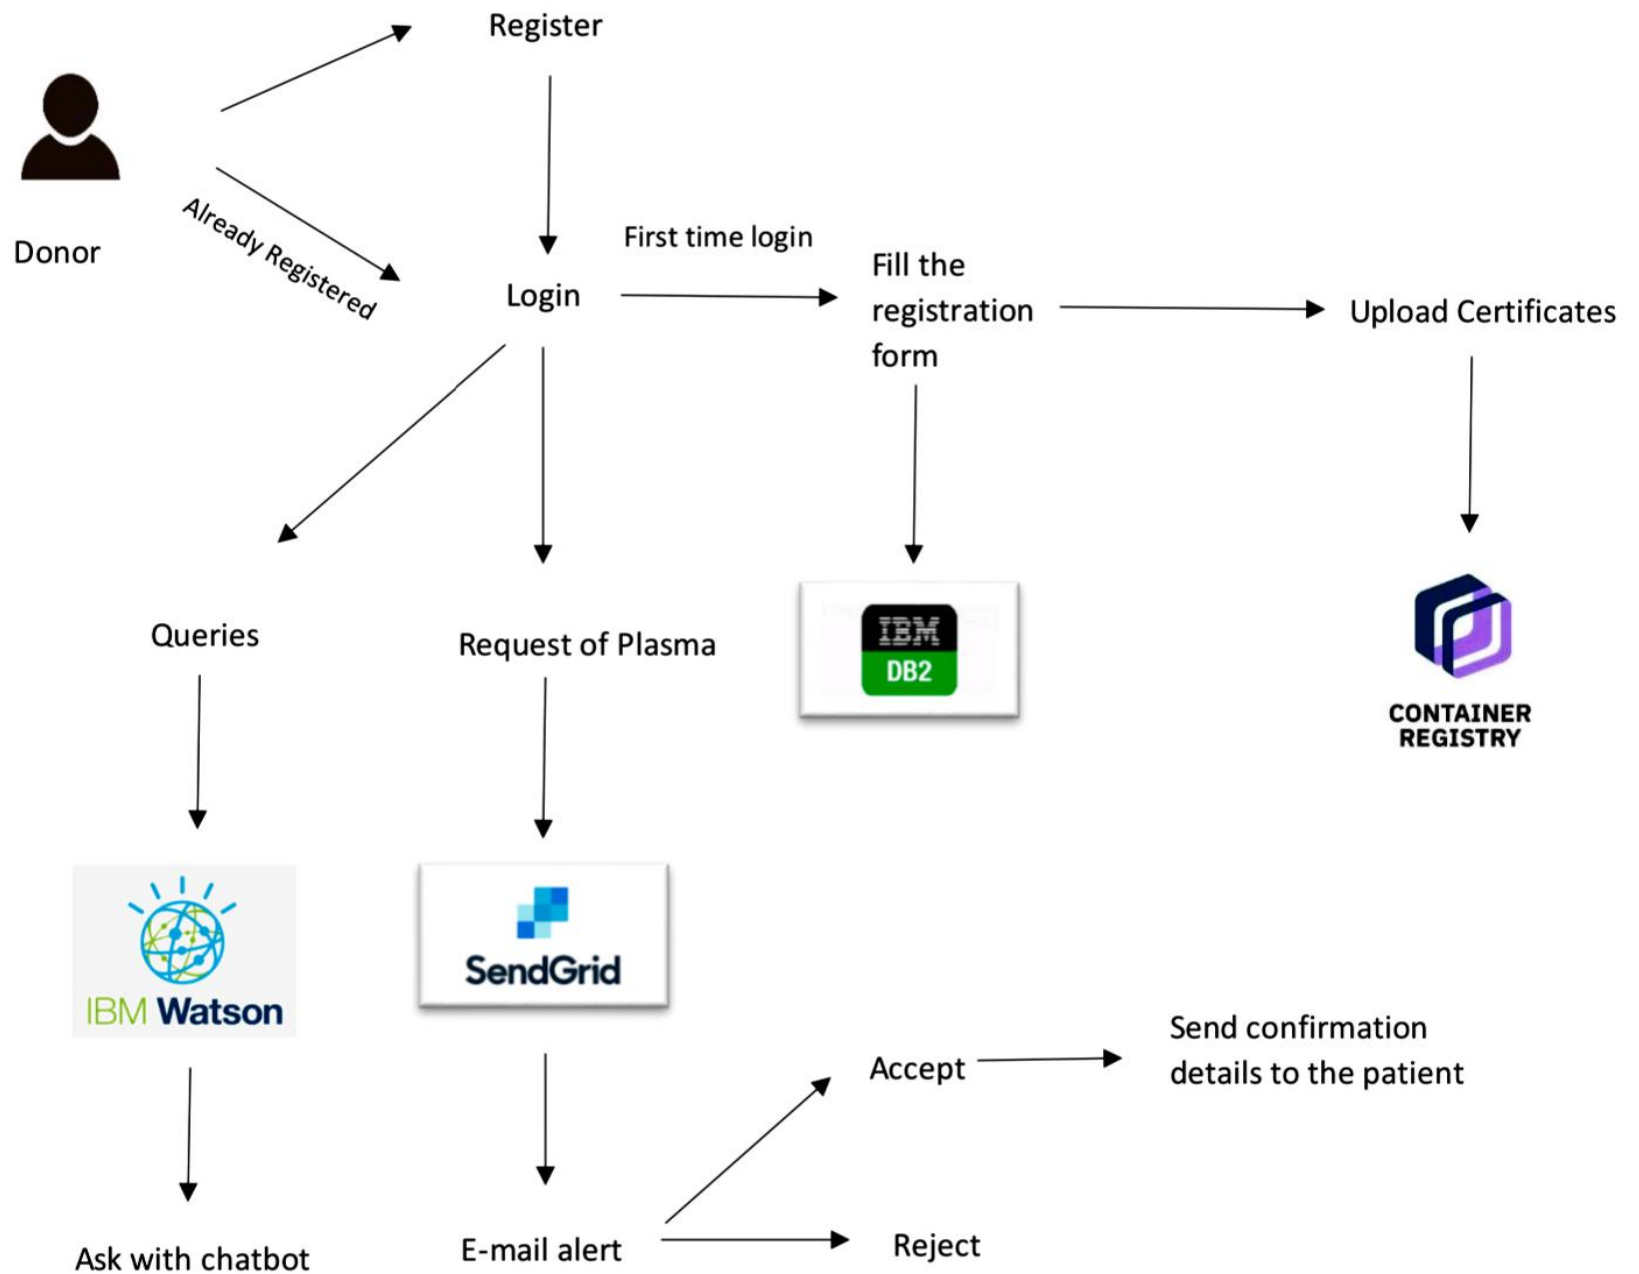 Register
Donor
Already Registered
First time login
Login
Fill the
registration
form
Upload Certificates
Queries
Request of Plasma
IBM
DB2
CONTAINER
REGISTRY
IBM Watson
SendGrid
Accept
Send confirmation
details to the patient
Ask with chatbot
E-mail alert
Reject